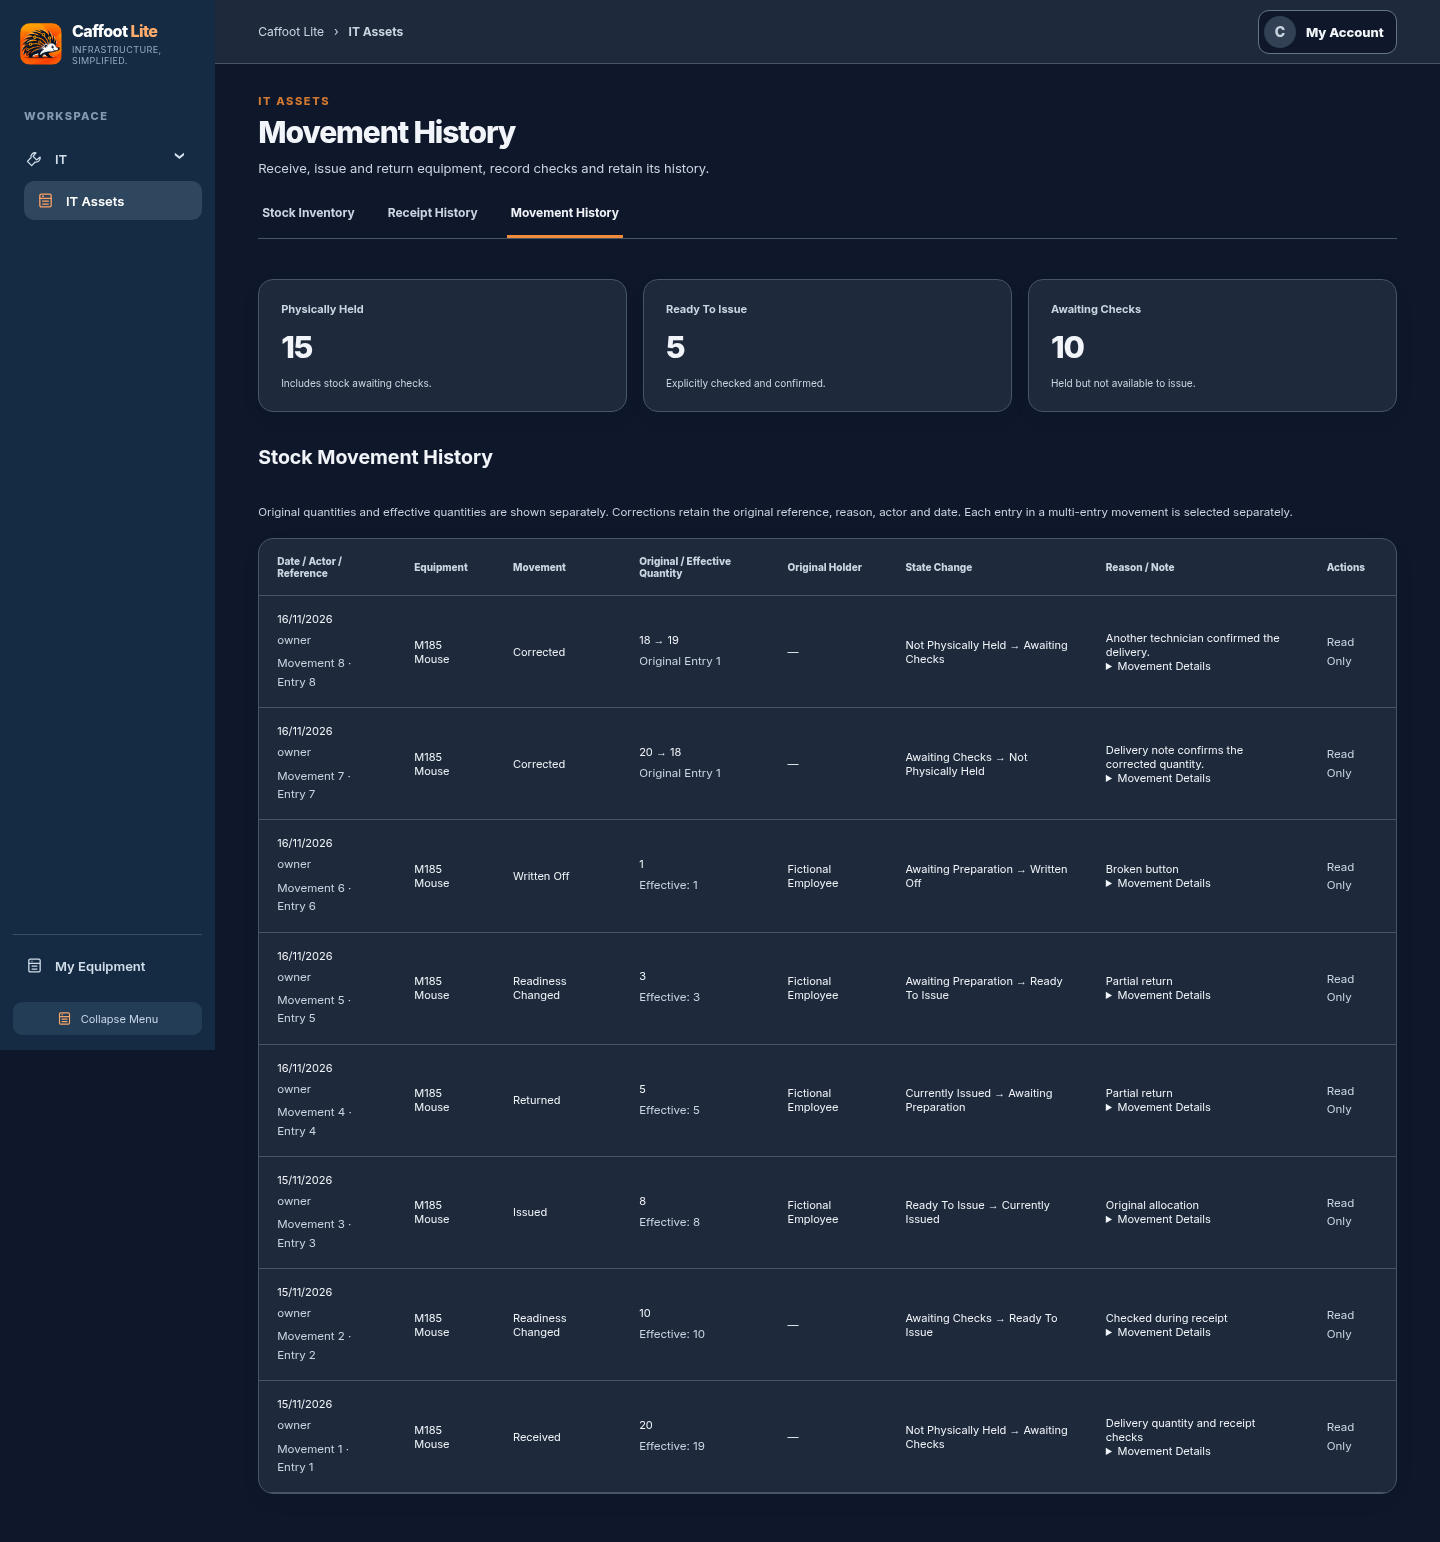 Caffoot Lite
INFRASTRUCTURE,
SIMPLIFIED.
WORKSPACE
IT
IT Assets
My Equipment
Collapse Menu
Caffoot Lite › IT Assets
C My Account
IT ASSETS
Movement History
Receive, issue and return equipment, record checks and retain its history.
Stock Inventory Receipt History Movement History
Physically Held
15
Includes stock awaiting checks.
Ready To Issue
5
Explicitly checked and confirmed.
Awaiting Checks
10
Held but not available to issue.
Stock Movement History
Original quantities and effective quantities are shown separately. Corrections retain the original reference, reason, actor and date. Each entry in a multi-entry movement is selected separately.
Date / Actor /
Reference
Equipment
Movement
Original / Effective
Quantity
Original Holder
State Change
Reason / Note
Actions
16/11/2026
owner
Movement 8 ·
Entry 8
M185
Mouse
Corrected
18 → 19
Original Entry 1
—
Not Physically Held → Awaiting
Checks
Another technician confirmed the
delivery.
▶ Movement Details
Read
Only
16/11/2026
owner
Movement 7 ·
Entry 7
M185
Mouse
Corrected
20 → 18
Original Entry 1
—
Awaiting Checks → Not
Physically Held
Delivery note confirms the
corrected quantity.
▶ Movement Details
Read
Only
16/11/2026
owner
Movement 6 ·
Entry 6
M185
Mouse
Written Off
1
Effective: 1
Fictional
Employee
Awaiting Preparation → Written
Off
Broken button
▶ Movement Details
Read
Only
16/11/2026
owner
Movement 5 ·
Entry 5
M185
Mouse
Readiness
Changed
3
Effective: 3
Fictional
Employee
Awaiting Preparation → Ready
To Issue
Partial return
▶ Movement Details
Read
Only
16/11/2026
owner
Movement 4 ·
Entry 4
M185
Mouse
Returned
5
Effective: 5
Fictional
Employee
Currently Issued → Awaiting
Preparation
Partial return
▶ Movement Details
Read
Only
15/11/2026
owner
Movement 3 ·
Entry 3
M185
Mouse
Issued
8
Effective: 8
Fictional
Employee
Ready To Issue → Currently
Issued
Original allocation
▶ Movement Details
Read
Only
15/11/2026
owner
Movement 2 ·
Entry 2
M185
Mouse
Readiness
Changed
10
Effective: 10
—
Awaiting Checks → Ready To
Issue
Checked during receipt
▶ Movement Details
Read
Only
15/11/2026
owner
Movement 1 ·
Entry 1
M185
Mouse
Received
20
Effective: 19
—
Not Physically Held → Awaiting
Checks
Delivery quantity and receipt
checks
▶ Movement Details
Read
Only